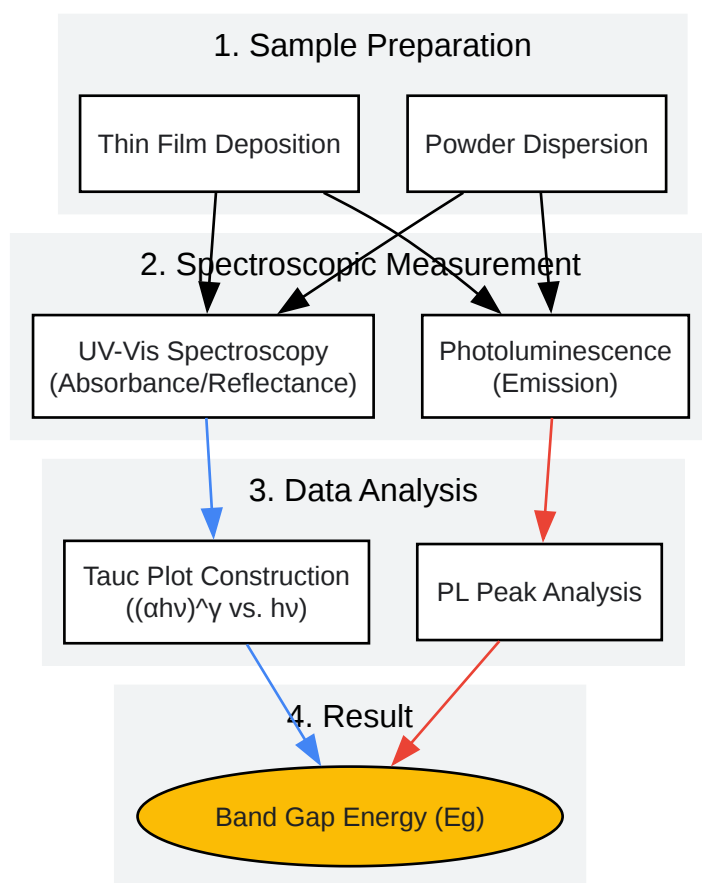 1. Sample Preparation
Thin Film Deposition
Powder Dispersion
2. Spectroscopic Measurement
UV-Vis Spectroscopy
(Absorbance/Reflectance)
Photoluminescence
(Emission)
3. Data Analysis
Tauc Plot Construction
((αhν)^γ vs. hν)
PL Peak Analysis
4. Result
Band Gap Energy (Eg)